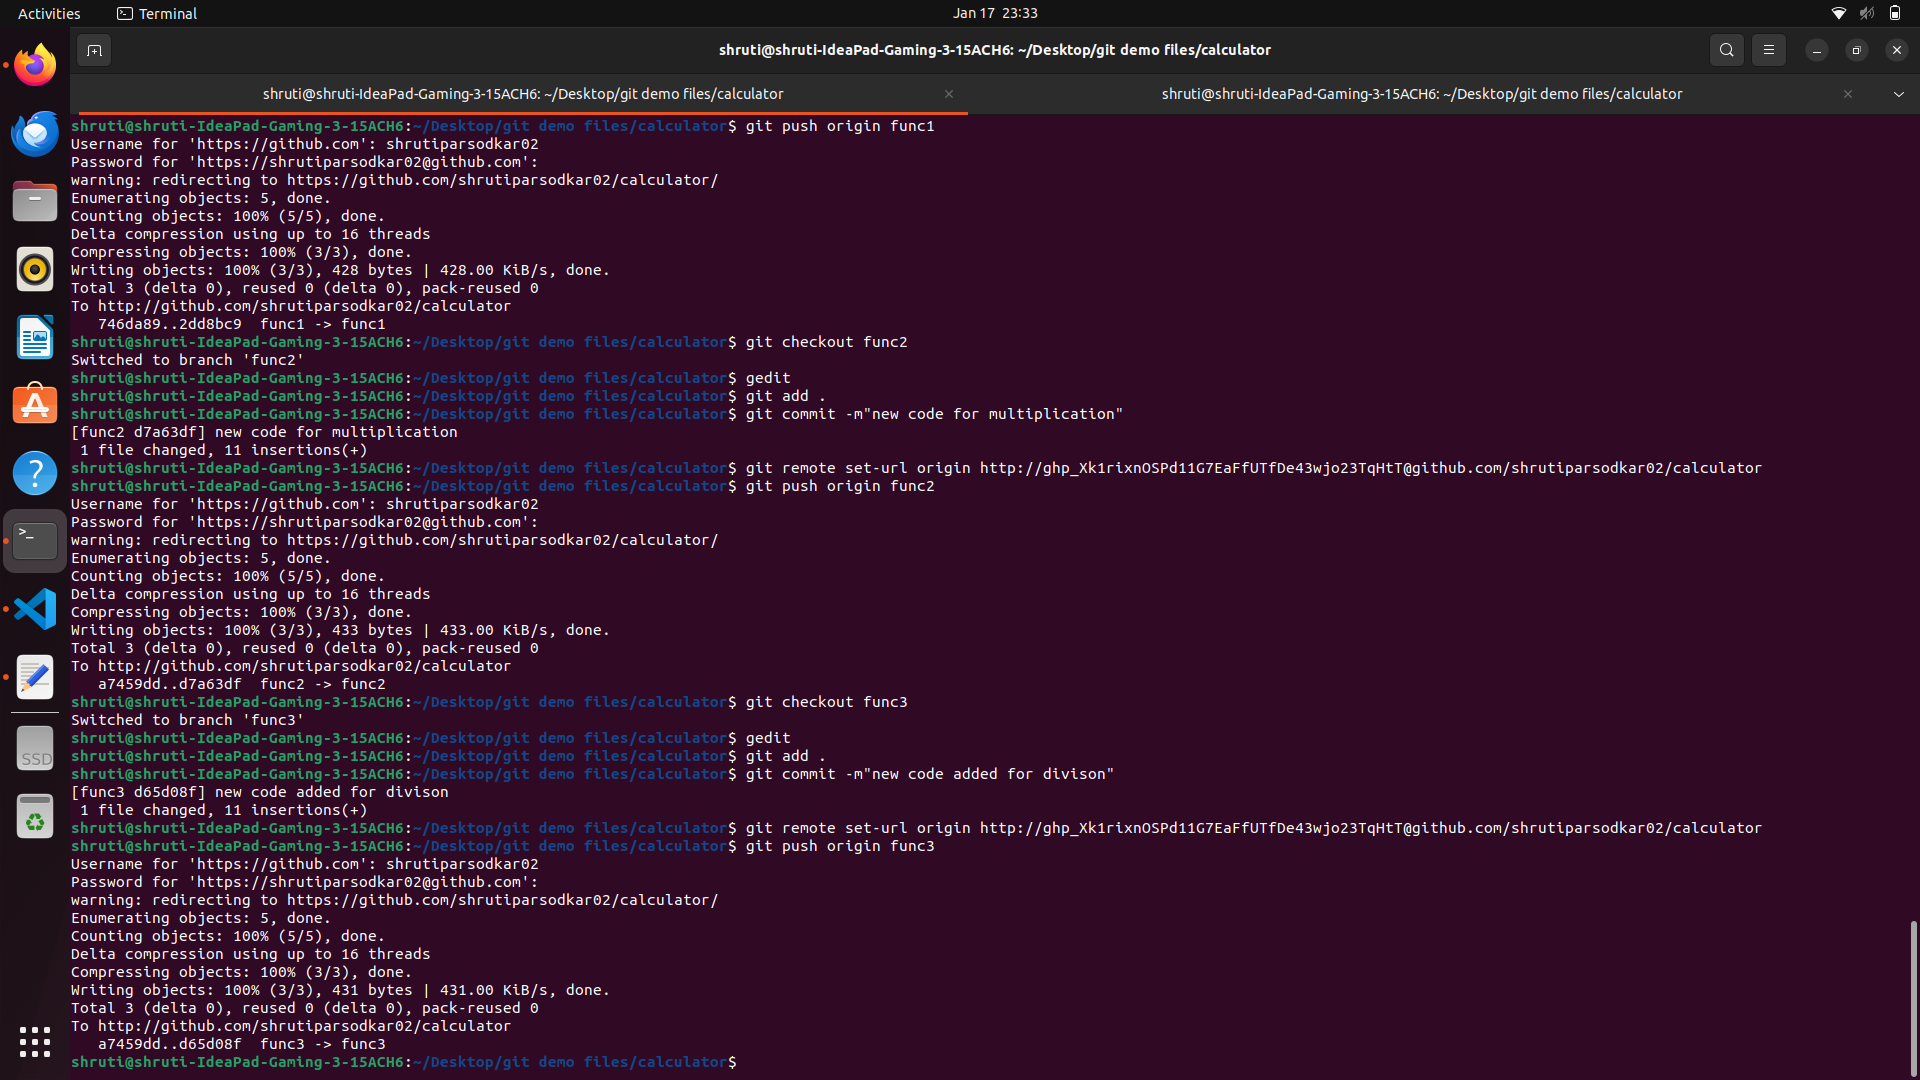 Activities
Terminal
Jan 17 23:33
shruti@shruti-IdeaPad-Gaming-3-15ACH6: ~/Desktop/git demo files/calculator
shruti@shruti-IdeaPad-Gaming-3-15ACH6: ~/Desktop/git demo files/calculator
shruti@shruti-IdeaPad-Gaming-3-15ACH6: ~/Desktop/git demo files/calculator
shruti@shruti-IdeaPad-Gaming-3-15ACH6:~/Desktop/git demo files/calculator$ git push origin func1
Username for 'https://github.com': shrutiparsodkar02
Password for 'https://shrutiparsodkar02@github.com':
warning: redirecting to https://github.com/shrutiparsodkar02/calculator/
Enumerating objects: 5, done.
Counting objects: 100% (5/5), done.
Delta compression using up to 16 threads
Compressing objects: 100% (3/3), done.
Writing objects: 100% (3/3), 428 bytes | 428.00 KiB/s, done.
Total 3 (delta 0), reused 0 (delta 0), pack-reused 0
To http://github.com/shrutiparsodkar02/calculator
   746da89..2dd8bc9  func1 -> func1
shruti@shruti-IdeaPad-Gaming-3-15ACH6:~/Desktop/git demo files/calculator$ git checkout func2
Switched to branch 'func2'
shruti@shruti-IdeaPad-Gaming-3-15ACH6:~/Desktop/git demo files/calculator$ gedit
shruti@shruti-IdeaPad-Gaming-3-15ACH6:~/Desktop/git demo files/calculator$ git add .
shruti@shruti-IdeaPad-Gaming-3-15ACH6:~/Desktop/git demo files/calculator$ git commit -m"new code for multiplication"
[func2 d7a63df] new code for multiplication
 1 file changed, 11 insertions(+)
shruti@shruti-IdeaPad-Gaming-3-15ACH6:~/Desktop/git demo files/calculator$ git remote set-url origin http://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@github.com/shrutiparsodkar02/calculator
shruti@shruti-IdeaPad-Gaming-3-15ACH6:~/Desktop/git demo files/calculator$ git push origin func2
Username for 'https://github.com': shrutiparsodkar02
Password for 'https://shrutiparsodkar02@github.com':
warning: redirecting to https://github.com/shrutiparsodkar02/calculator/
Enumerating objects: 5, done.
Counting objects: 100% (5/5), done.
Delta compression using up to 16 threads
Compressing objects: 100% (3/3), done.
Writing objects: 100% (3/3), 433 bytes | 433.00 KiB/s, done.
Total 3 (delta 0), reused 0 (delta 0), pack-reused 0
To http://github.com/shrutiparsodkar02/calculator
   a7459dd..d7a63df  func2 -> func2
shruti@shruti-IdeaPad-Gaming-3-15ACH6:~/Desktop/git demo files/calculator$ git checkout func3
Switched to branch 'func3'
shruti@shruti-IdeaPad-Gaming-3-15ACH6:~/Desktop/git demo files/calculator$ gedit
shruti@shruti-IdeaPad-Gaming-3-15ACH6:~/Desktop/git demo files/calculator$ git add .
shruti@shruti-IdeaPad-Gaming-3-15ACH6:~/Desktop/git demo files/calculator$ git commit -m"new code added for divison"
[func3 d65d08f] new code added for divison
 1 file changed, 11 insertions(+)
shruti@shruti-IdeaPad-Gaming-3-15ACH6:~/Desktop/git demo files/calculator$ git remote set-url origin http://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@github.com/shrutiparsodkar02/calculator
shruti@shruti-IdeaPad-Gaming-3-15ACH6:~/Desktop/git demo files/calculator$ git push origin func3
Username for 'https://github.com': shrutiparsodkar02
Password for 'https://shrutiparsodkar02@github.com':
warning: redirecting to https://github.com/shrutiparsodkar02/calculator/
Enumerating objects: 5, done.
Counting objects: 100% (5/5), done.
Delta compression using up to 16 threads
Compressing objects: 100% (3/3), done.
Writing objects: 100% (3/3), 431 bytes | 431.00 KiB/s, done.
Total 3 (delta 0), reused 0 (delta 0), pack-reused 0
To http://github.com/shrutiparsodkar02/calculator
   a7459dd..d65d08f  func3 -> func3
shruti@shruti-IdeaPad-Gaming-3-15ACH6:~/Desktop/git demo files/calculator$
SSD